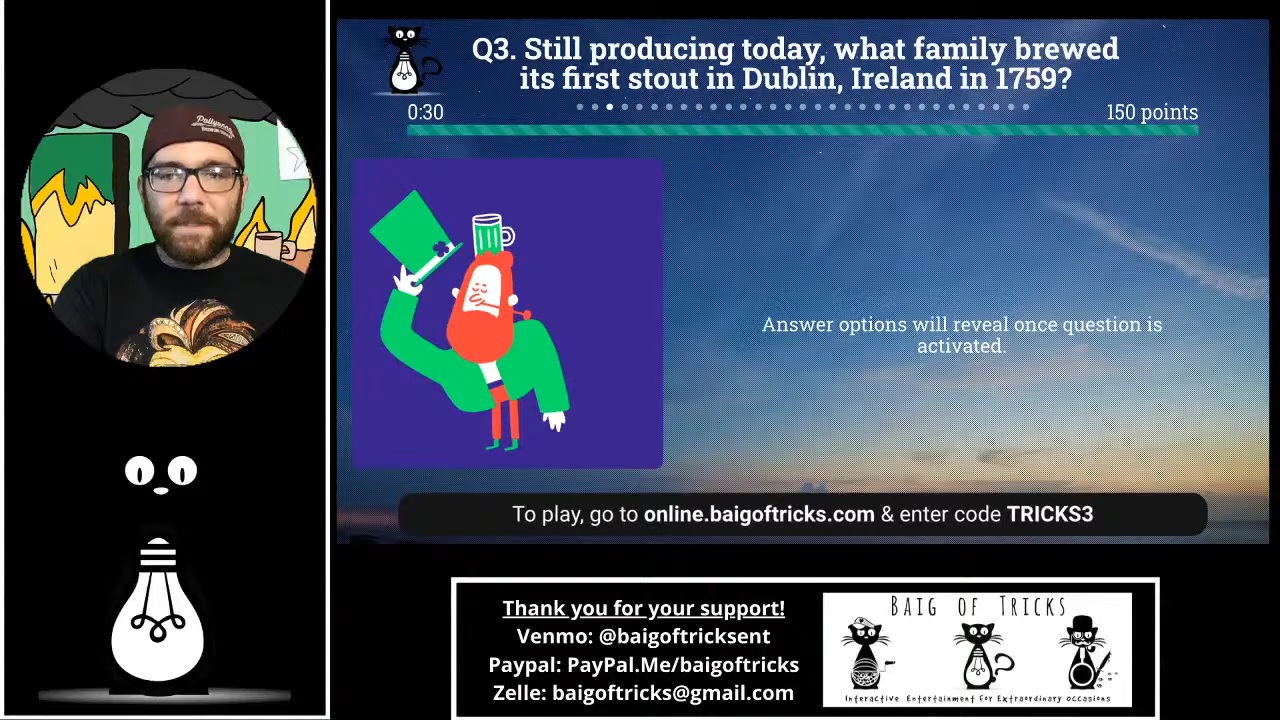 Q3. Still producing today, what family brewed
its first stout in Dublin, Ireland in 1759?
0:30
150 points
Answer options will reveal once question is
activated.
To play, go to online.baigoftricks.com & enter code TRICKS3
Thank you for your support!
Venmo: @baigoftricksent
Paypal: PayPal.Me/baigoftricks
Zelle: baigoftricks@gmail.com
BAIG OF TRICKS
Interactive Entertainment for Extraordinary Occasions